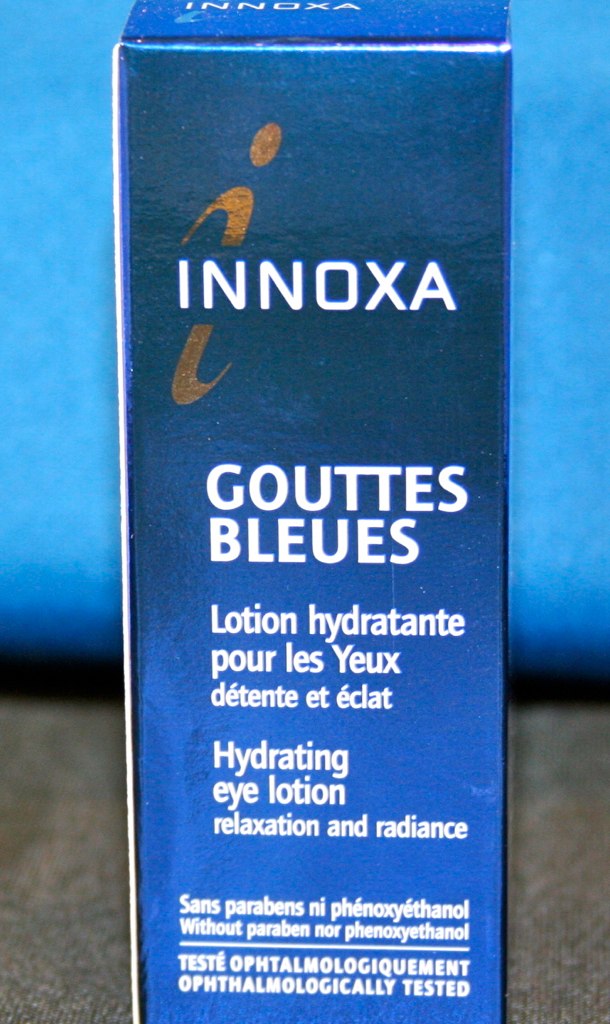 INNOXA
INNOXA
GOUTTES
BLEUES
Lotion hydratante
pour les Yeux
détente et éclat
Hydrating
eye lotion
relaxation and radiance
Sans parabens ni phénoxyéthanol
Without paraben nor phenoxyethanol
TESTÉ OPHTALMOLOGIQUEMENT
OPHTHALMOLOGICALLY TESTED